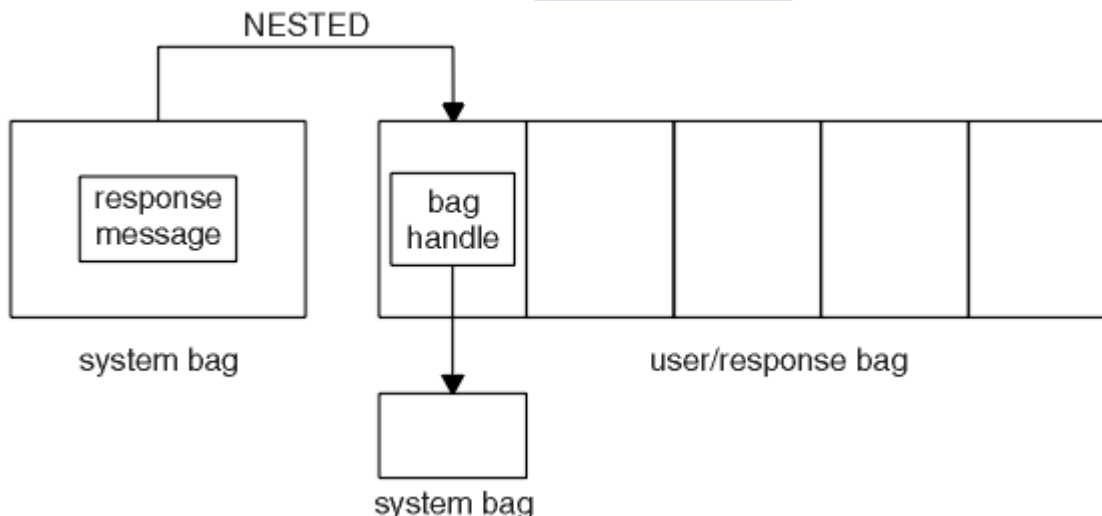 NESTED
response
message
bag
handle
system bag
user/response bag
system bag